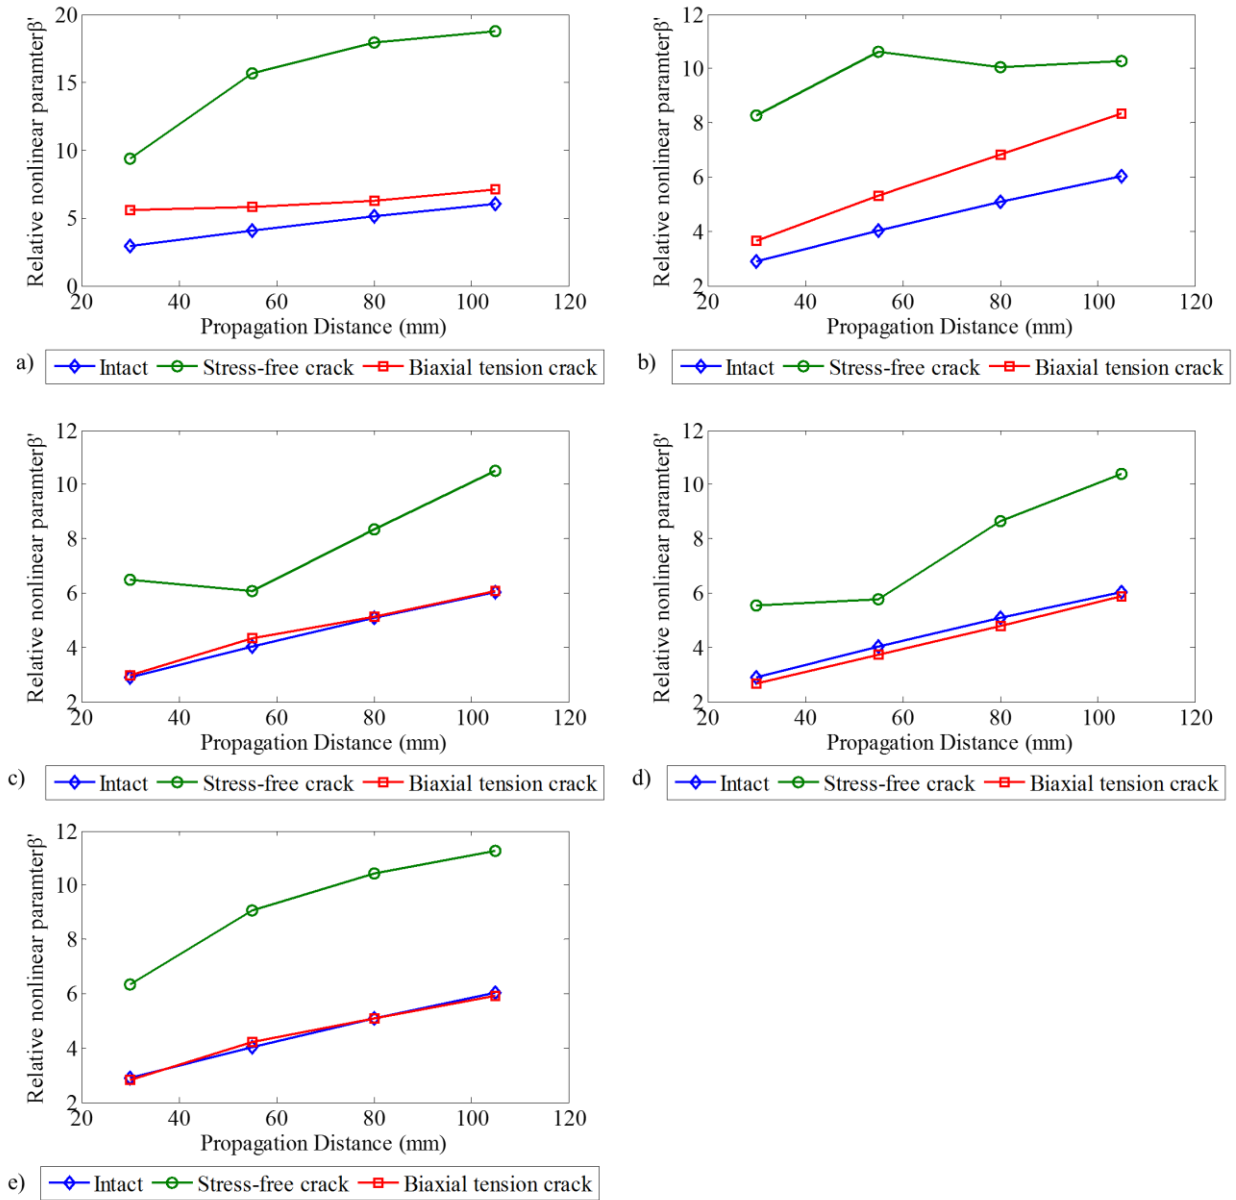 Relative nonlinear paramterβ'
20
15
10
5
0
20 40 60 80 100 120
Propagation Distance (mm)
a) Intact Stress-free crack Biaxial tension crack
Relative nonlinear paramterβ'
12
10
8
6
4
2
20 40 60 80 100 120
Propagation Distance (mm)
b) Intact Stress-free crack Biaxial tension crack
Relative nonlinear paramterβ'
12
10
8
6
4
2
20 40 60 80 100 120
Propagation Distance (mm)
c) Intact Stress-free crack Biaxial tension crack
Relative nonlinear paramterβ'
12
10
8
6
4
2
20 40 60 80 100 120
Propagation Distance (mm)
d) Intact Stress-free crack Biaxial tension crack
Relative nonlinear paramterβ'
12
10
8
6
4
2
20 40 60 80 100 120
Propagation Distance (mm)
e) Intact Stress-free crack Biaxial tension crack